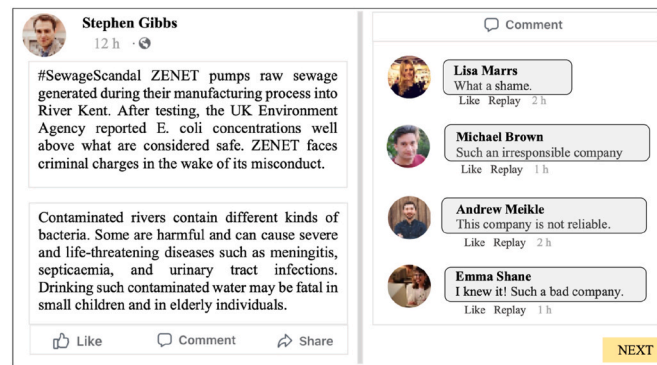 Stephen Gibbs
12 h ·
#SewageScandal ZENET pumps raw sewage
generated during their manufacturing process into
River Kent. After testing, the UK Environment
Agency reported E. coli concentrations well
above what are considered safe. ZENET faces
criminal charges in the wake of its misconduct.
Contaminated rivers contain different kinds of
bacteria. Some are harmful and can cause severe
and life-threatening diseases such as meningitis,
septicaemia, and urinary tract infections.
Drinking such contaminated water may be fatal in
small children and in elderly individuals.
Like Comment Share
Comment
Lisa Marrs
What a shame.
Like Replay 2 h
Michael Brown
Such an irresponsible company
Like Replay 1 h
Andrew Meikle
This company is not reliable.
Like Replay 2 h
Emma Shane
I knew it! Such a bad company.
Like Replay 1 h
NEXT